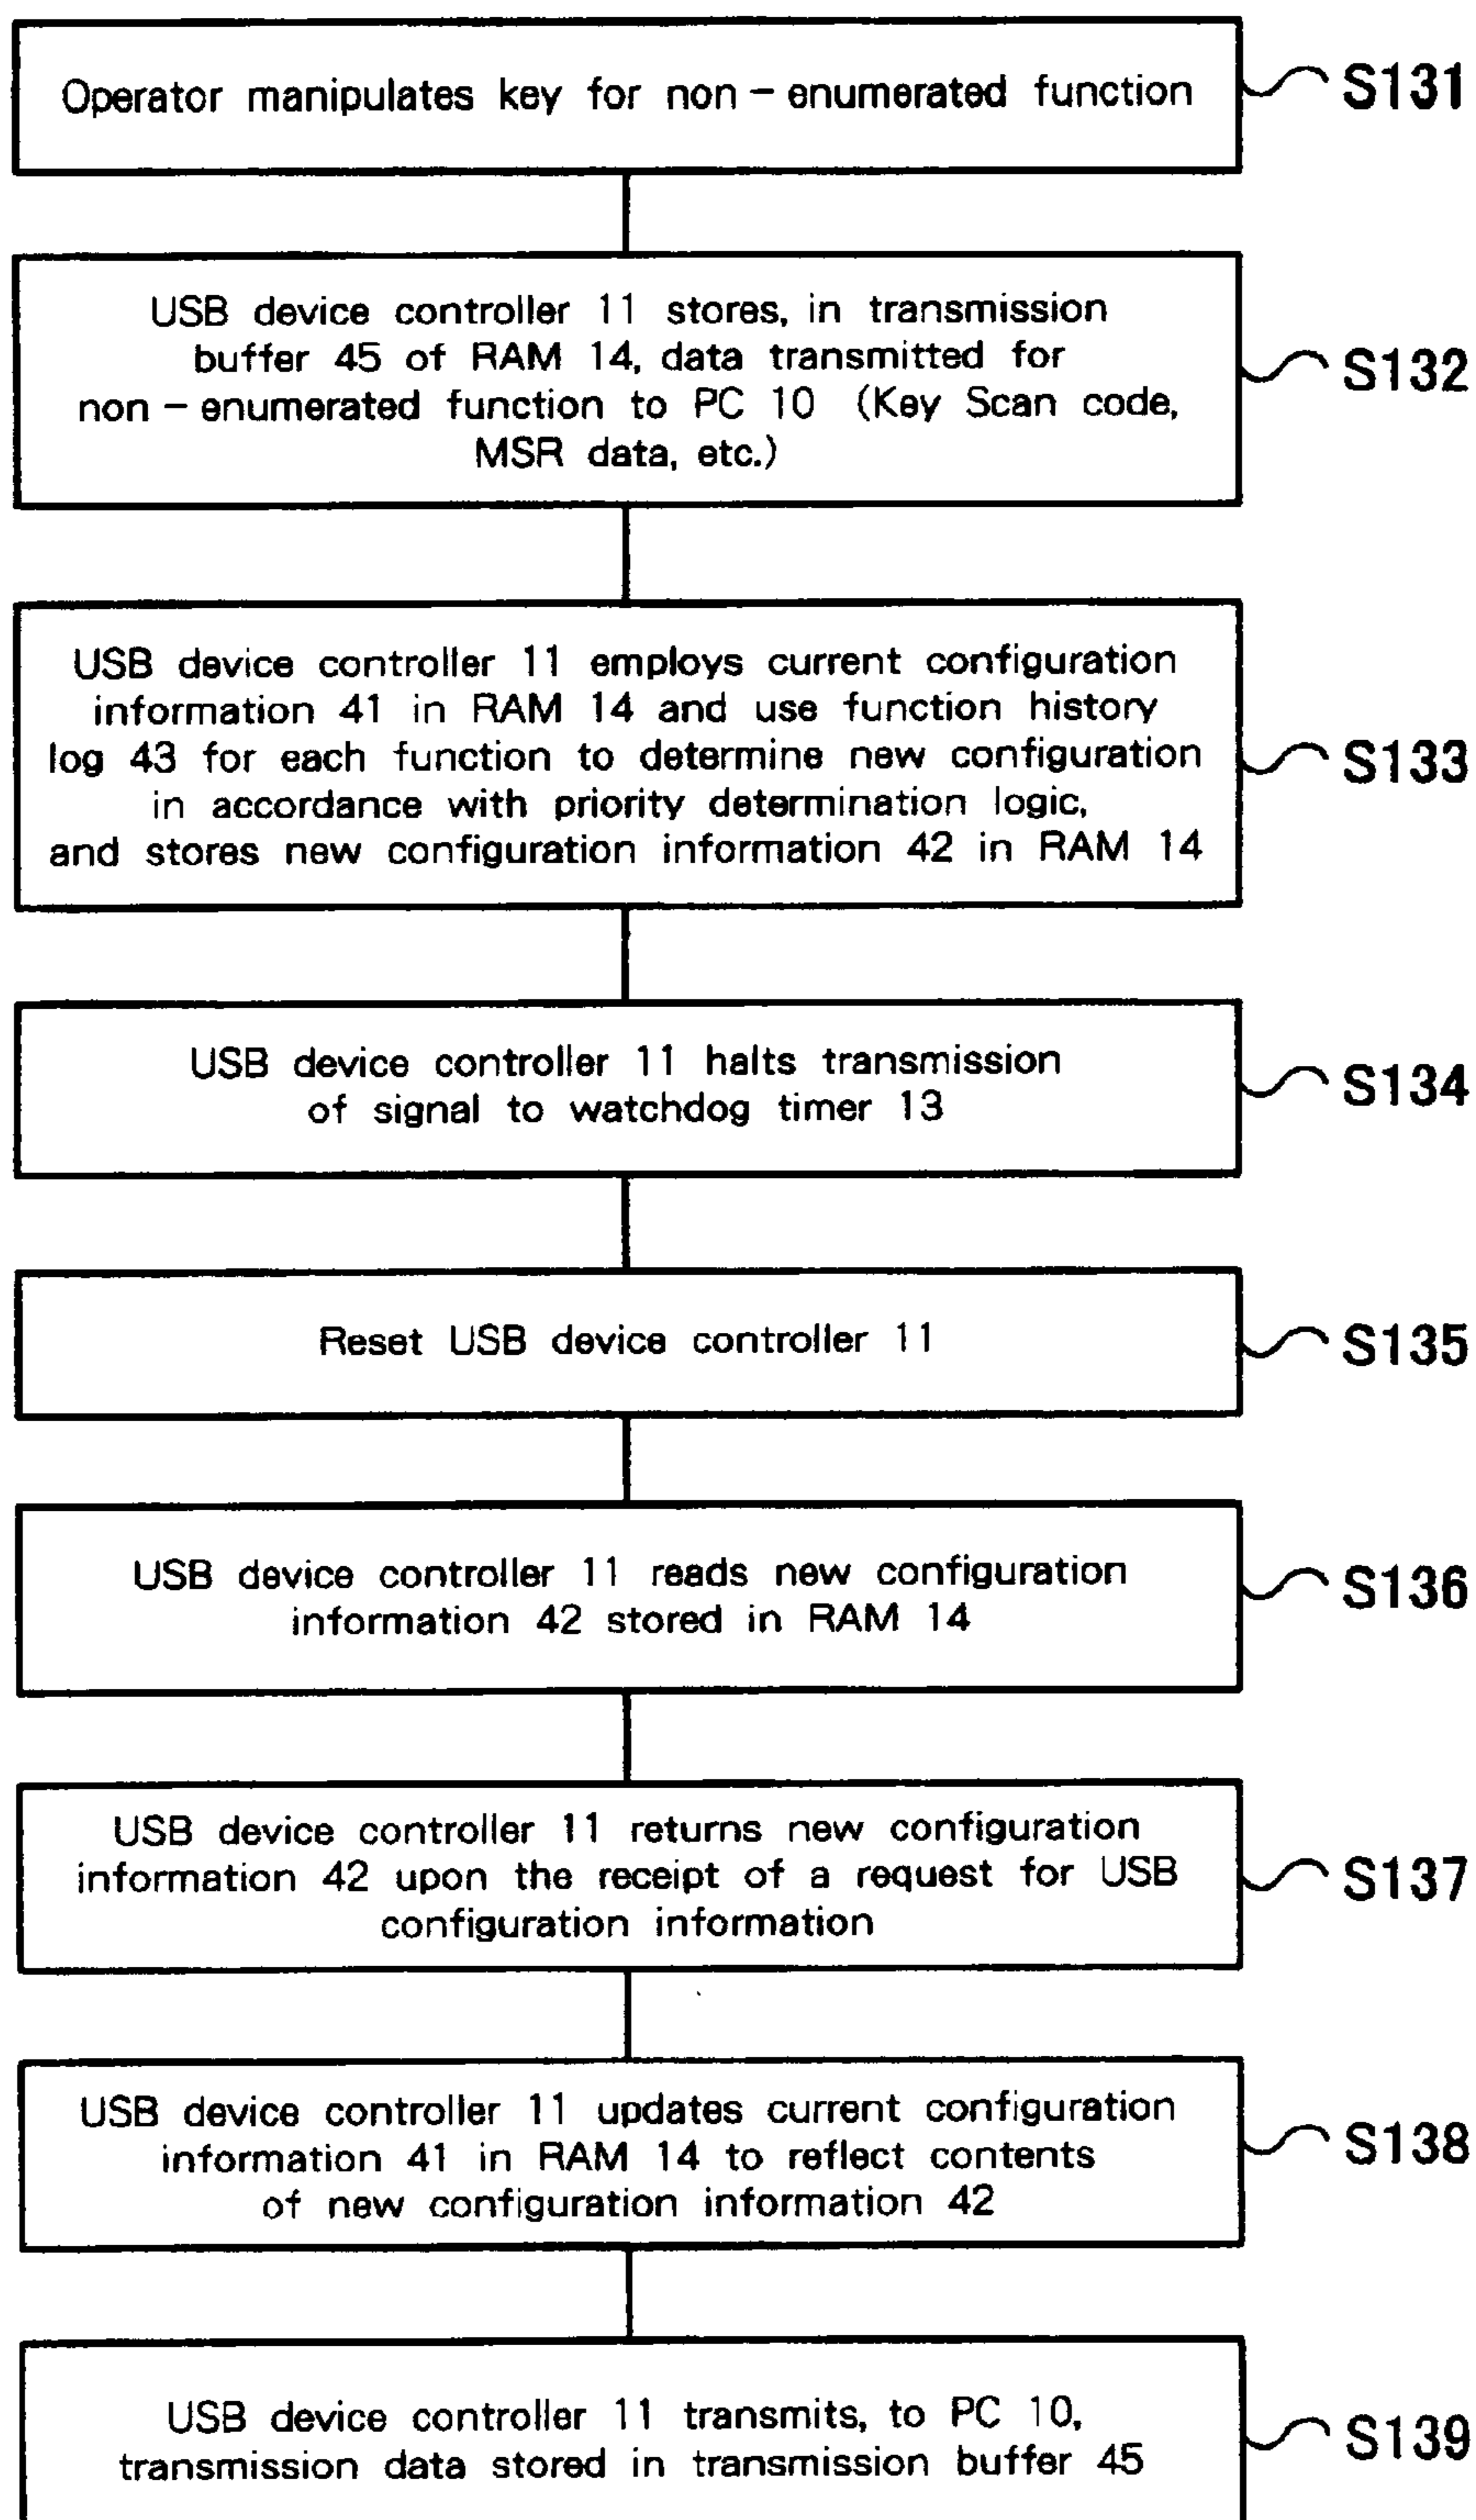 Operator manipulates key for non-enumerated function
S131
USB device controller 11 stores, in transmission
buffer 45 of RAM 14, data transmitted for
non-enumerated function to PC 10 (Key Scan code,
MSR data, etc.)
S132
USB device controller 11 employs current configuration
information 41 in RAM 14 and use function history
log 43 for each function to determine new configuration
in accordance with priority determination logic,
and stores new configuration information 42 in RAM 14
S133
USB device controller 11 halts transmission
of signal to watchdog timer 13
S134
Reset USB device controller 11
S135
USB device controller 11 reads new configuration
information 42 stored in RAM 14
S136
USB device controller 11 returns new configuration
information 42 upon the receipt of a request for USB
configuration information
S137
USB device controller 11 updates current configuration
information 41 in RAM 14 to reflect contents
of new configuration information 42
S138
USB device controller 11 transmits, to PC 10,
transmission data stored in transmission buffer 45
S139